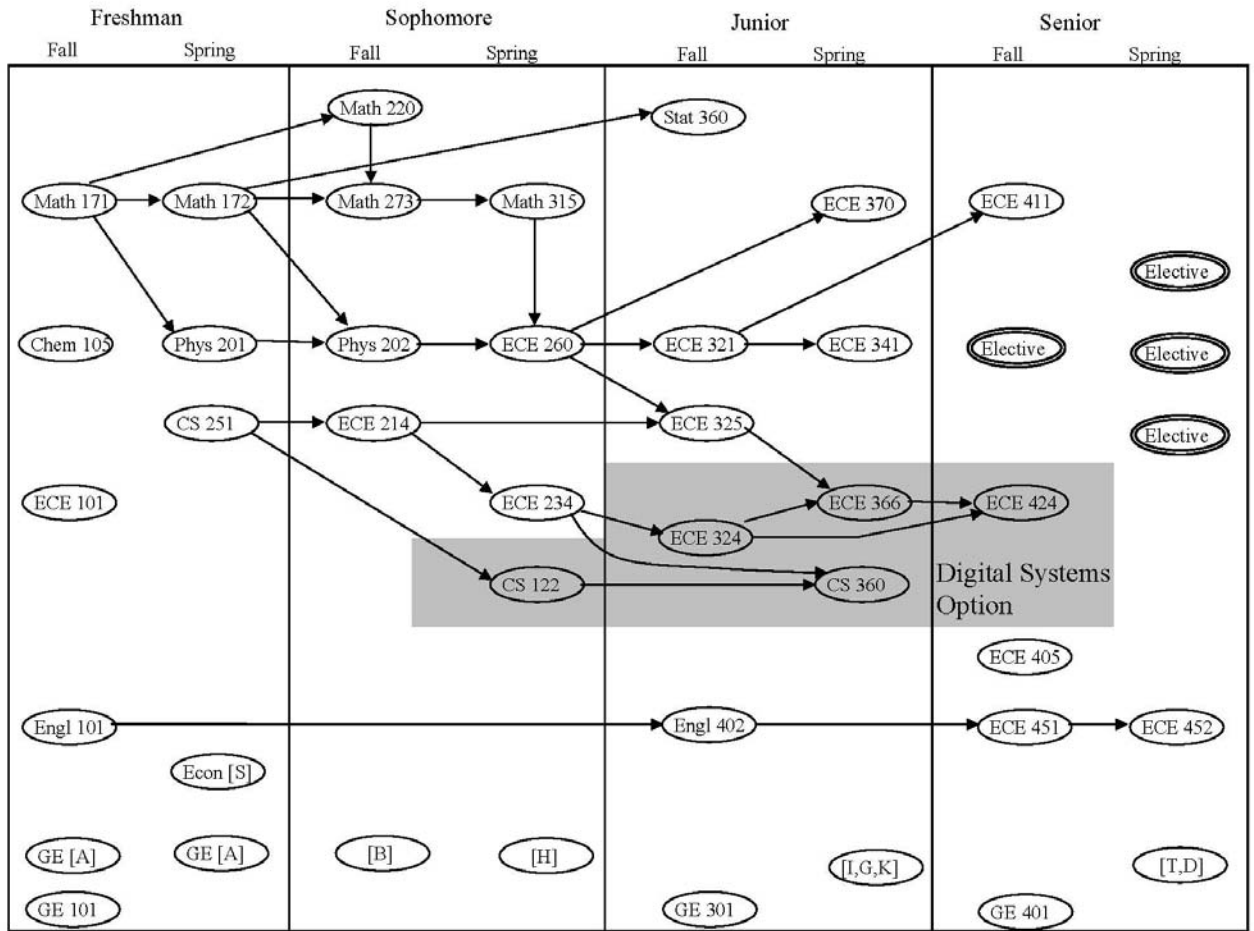 Freshman Sophomore Junior Senior
Fall Spring Fall Spring Fall Spring Fall Spring
Math 220 Stat 360
Math 171 Math 172 Math 273 Math 315 ECE 370 ECE 411
Elective
Chem 105 Phys 201 Phys 202 ECE 260 ECE 321 ECE 341 Elective Elective
CS 251 ECE 214 ECE 325 Elective
ECE 101 ECE 234 ECE 366 ECE 424
ECE 324
CS 122 CS 360 Digital Systems
Option
ECE 405
Engl 101 Engl 402 ECE 451 ECE 452
Econ [S]
GE [A] GE [A] [B] [H] [I,G,K] [T,D]
GE 101 GE 301 GE 401